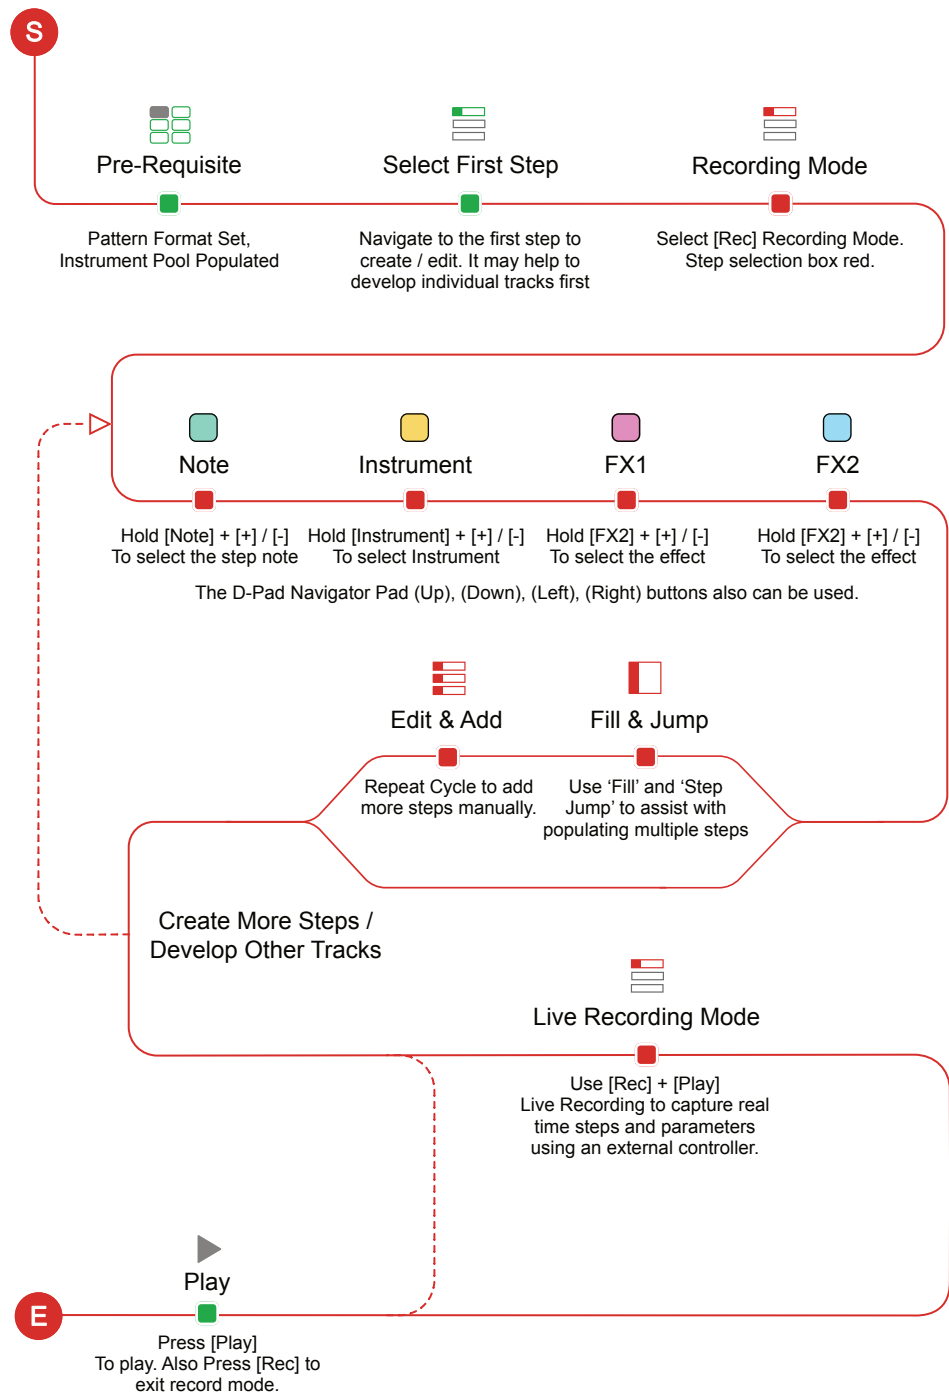 S
Pre-Requisite
Pattern Format Set,
Instrument Pool Populated
Select First Step
Navigate to the first step to
create / edit. It may help to
develop individual tracks first
Recording Mode
Select [Rec] Recording Mode.
Step selection box red.
Note
Hold [Note] + [+] / [-]
To select the step note
Instrument
Hold [Instrument] + [+] / [-]
To select Instrument
FX1
Hold [FX2] + [+] / [-]
To select the effect
FX2
Hold [FX2] + [+] / [-]
To select the effect
The D-Pad Navigator Pad (Up), (Down), (Left), (Right) buttons also can be used.
Edit & Add
Repeat Cycle to add
more steps manually.
Fill & Jump
Use ‘Fill’ and ‘Step
Jump’ to assist with
populating multiple steps
Create More Steps /
Develop Other Tracks
Live Recording Mode
Use [Rec] + [Play]
Live Recording to capture real
time steps and parameters
using an external controller.
Play
E
Press [Play]
To play. Also Press [Rec] to
exit record mode.